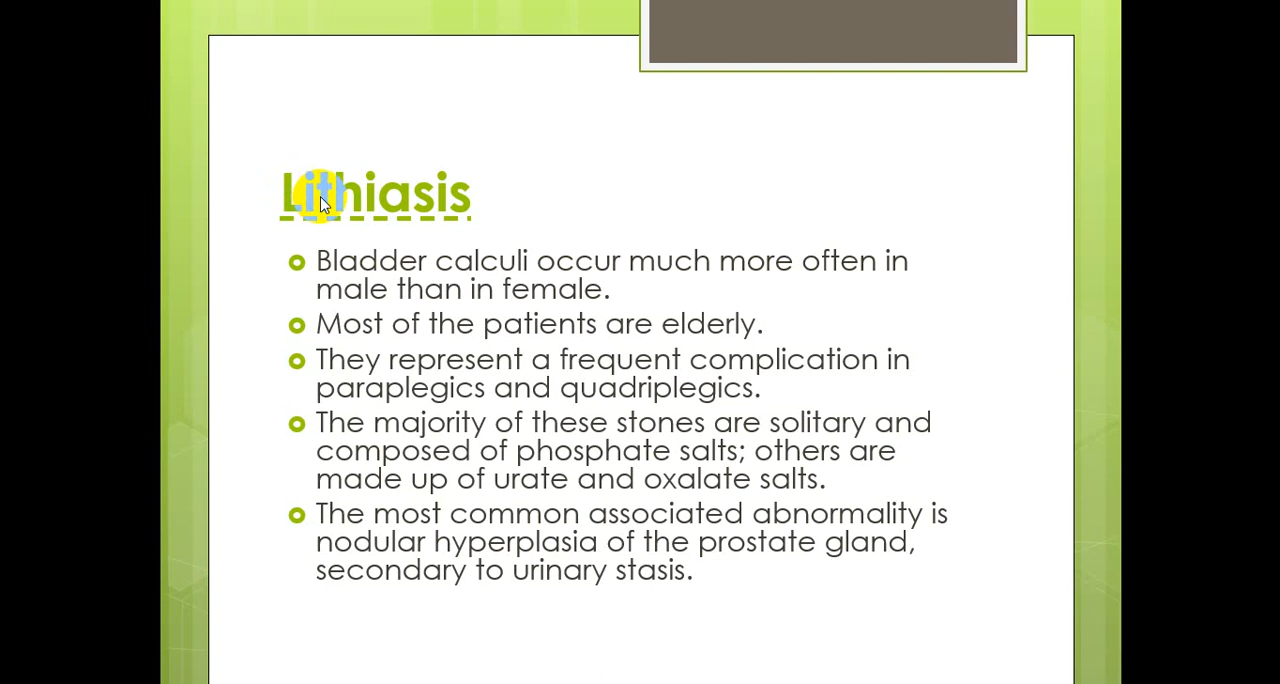 Lithiasis
Bladder calculi occur much more often in
male than in female.
Most of the patients are elderly.
They represent a frequent complication in
paraplegics and quadriplegics.
The majority of these stones are solitary and
composed of phosphate salts; others are
made up of urate and oxalate salts.
The most common associated abnormality is
nodular hyperplasia of the prostate gland,
secondary to urinary stasis.